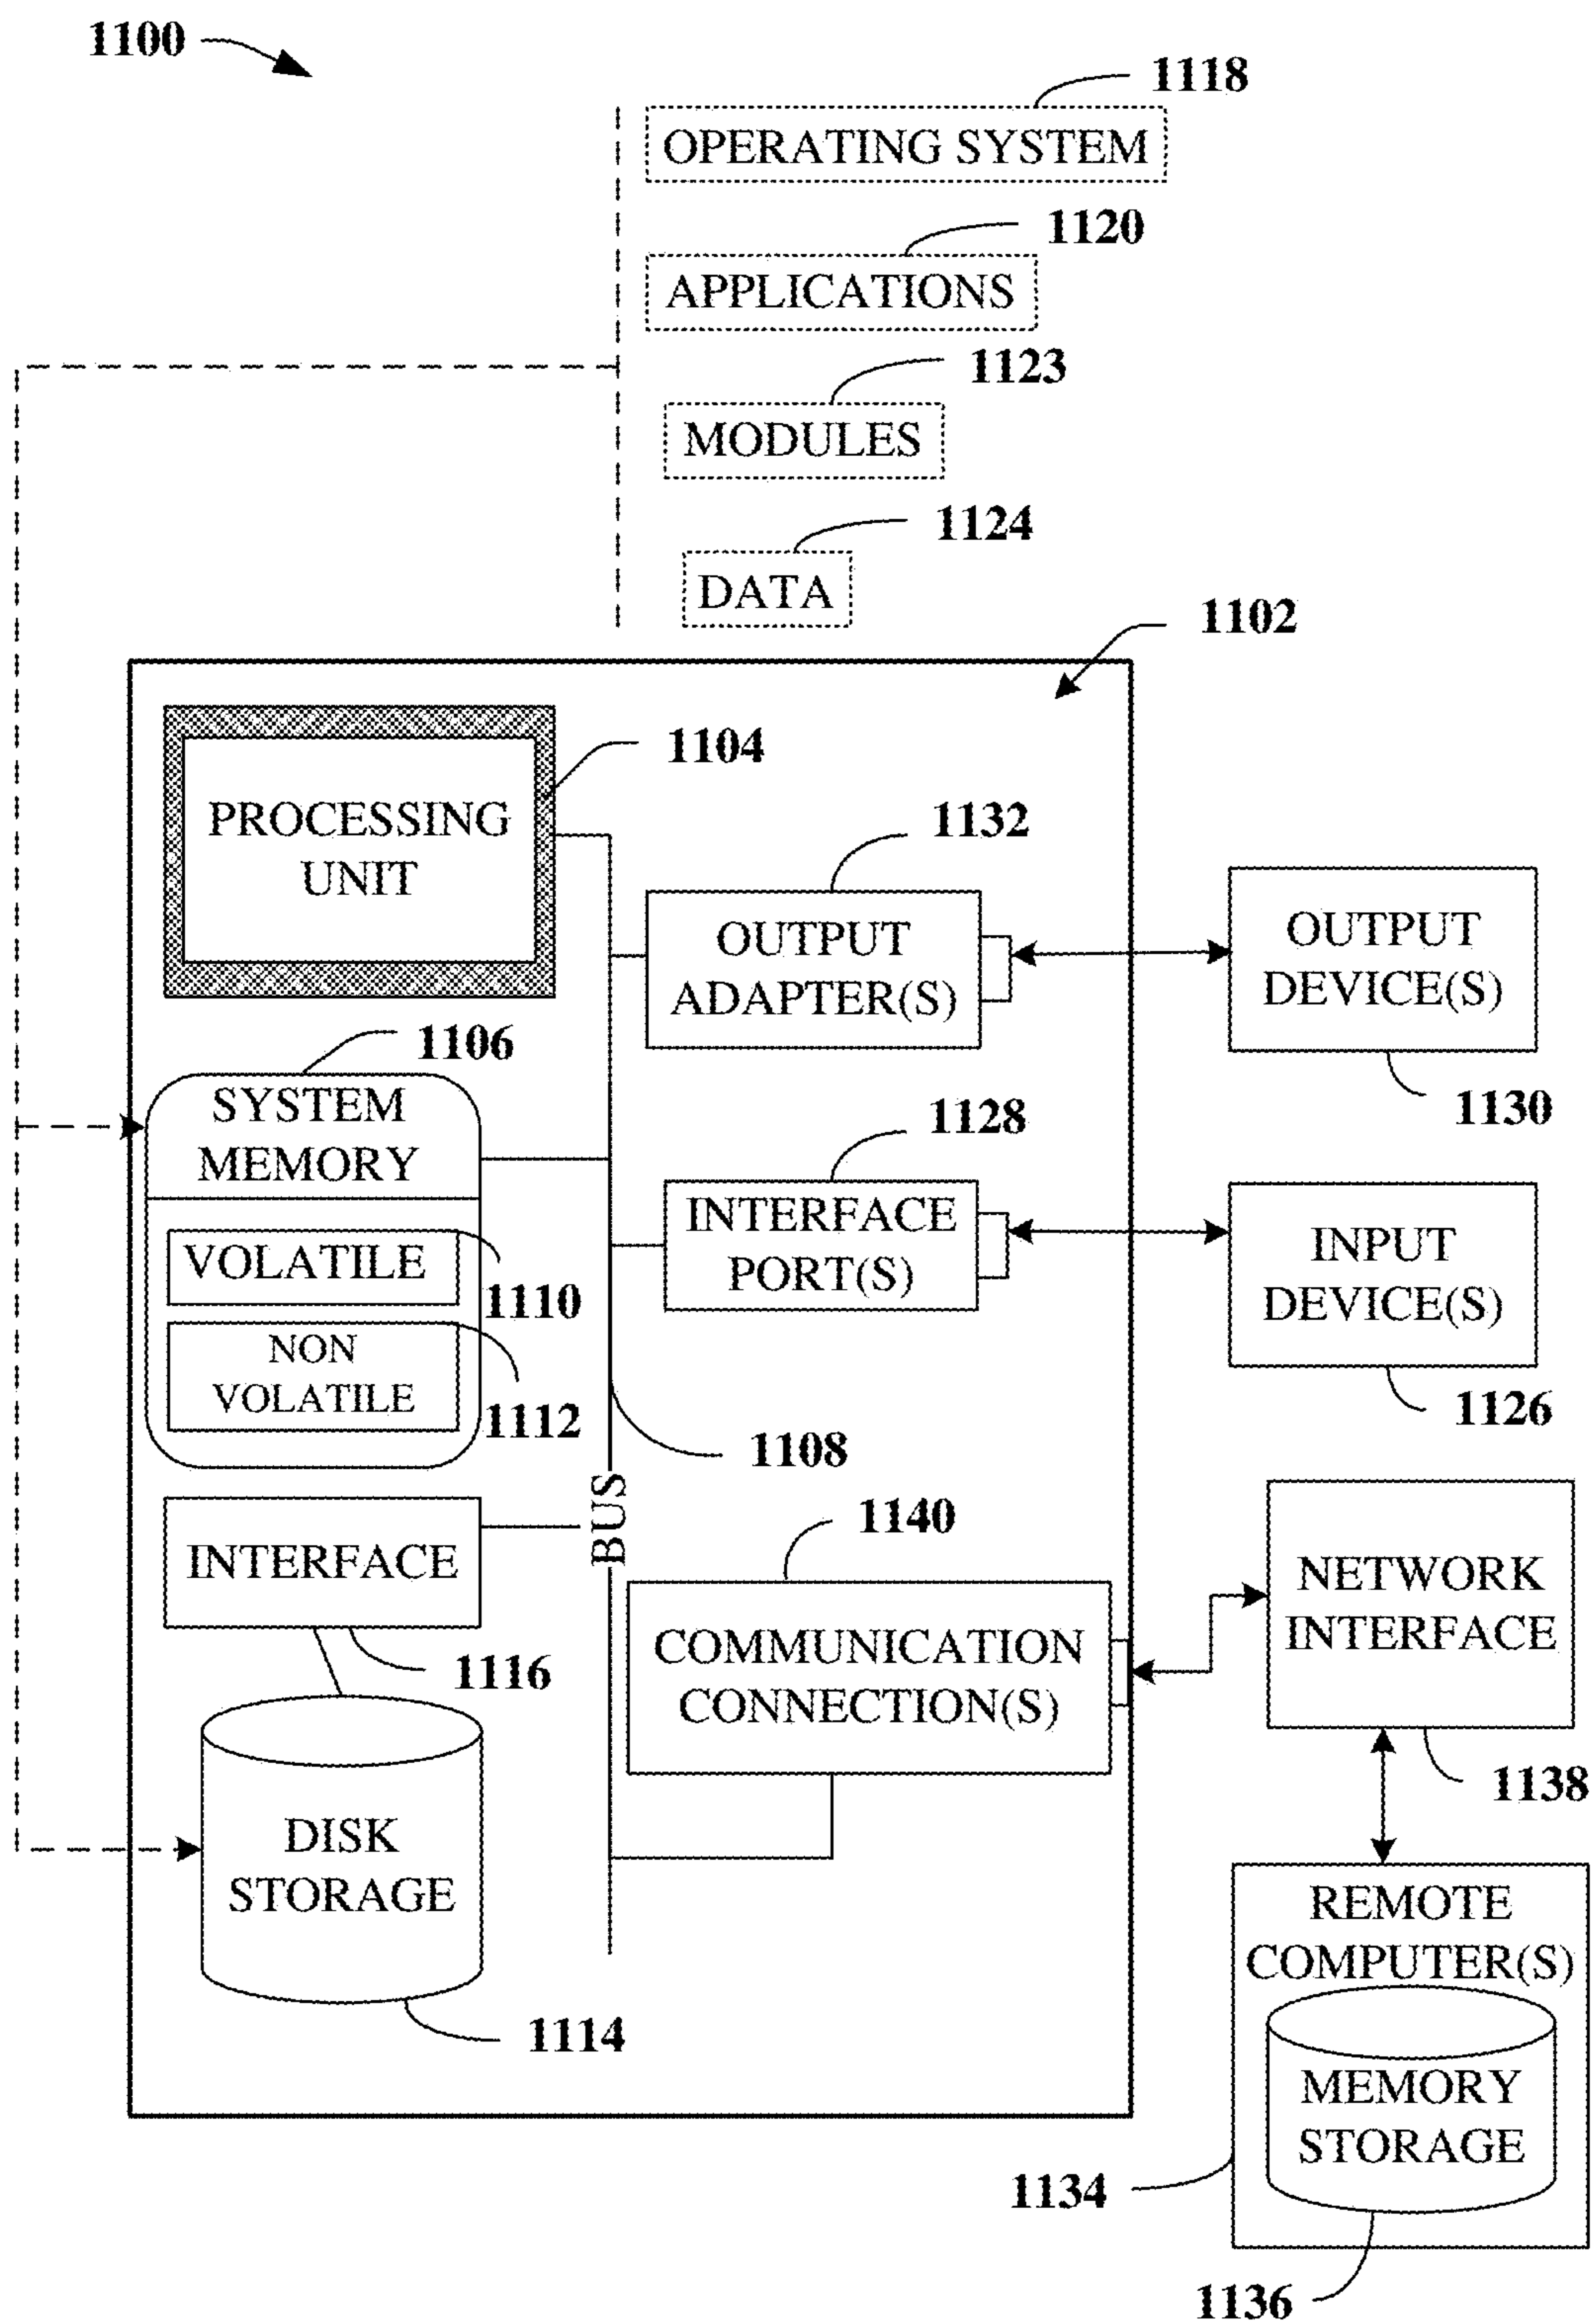 1100
1118
OPERATING SYSTEM
1120
APPLICATIONS
1123
MODULES
1124
DATA
1102
1104
PROCESSING
UNIT
1132
OUTPUT
ADAPTER(S)
OUTPUT
DEVICE(S)
1130
1106
SYSTEM
MEMORY
VOLATILE
1110
NON
VOLATILE
1112
1128
INTERFACE
PORT(S)
INPUT
DEVICE(S)
1126
1108
BUS
INTERFACE
1116
1140
COMMUNICATION
CONNECTION(S)
NETWORK
INTERFACE
1138
DISK
STORAGE
1114
REMOTE
COMPUTER(S)
MEMORY
STORAGE
1134
1136